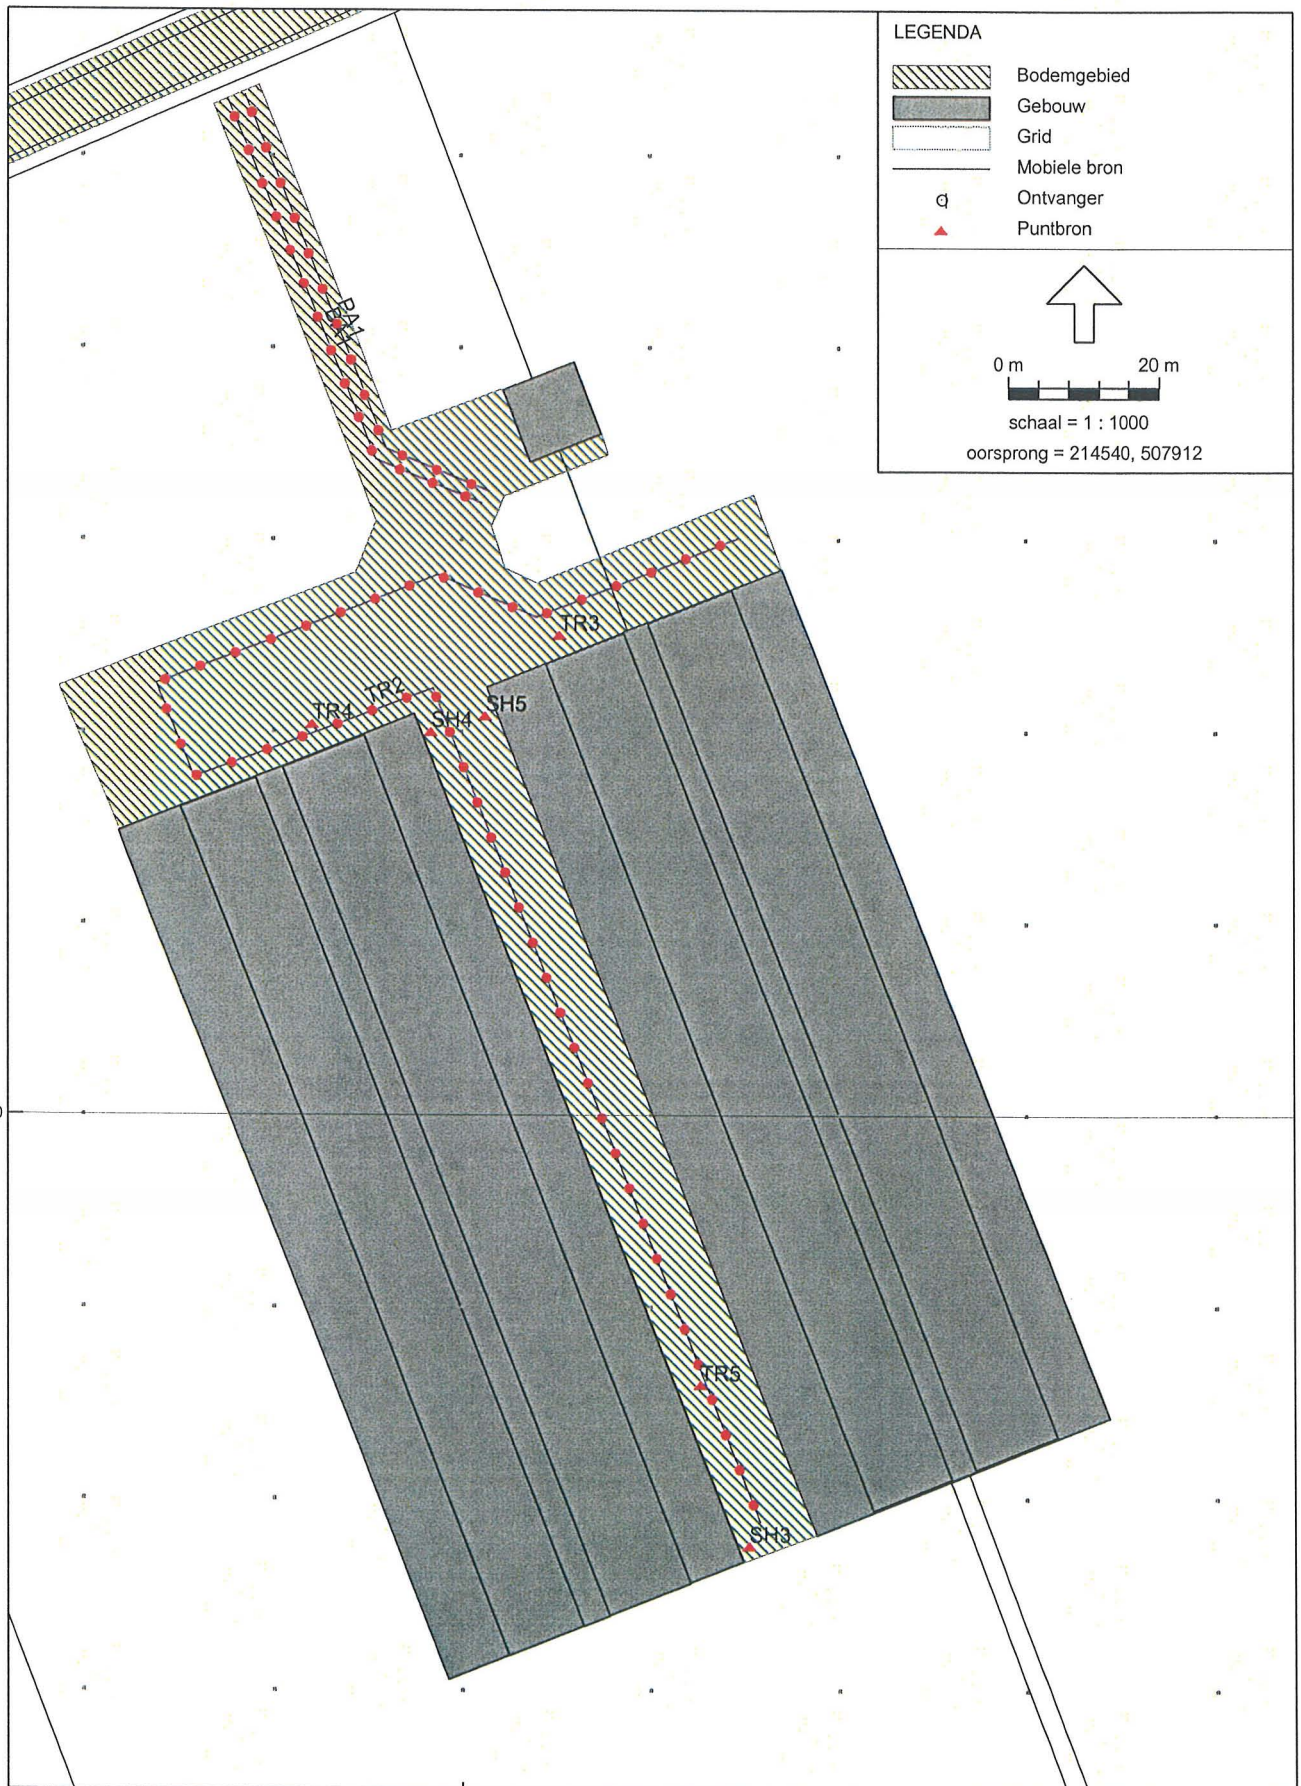 LEGENDA
Bodemgebied
Gebouw
Grid
Mobiele bron
Ontvanger
Puntbron
0 m 20 m
schaal = 1 : 1000
oorsprong = 214540, 507912
BA1
TR3
TR2
TR4
SH5
SH4
TR5
SH3